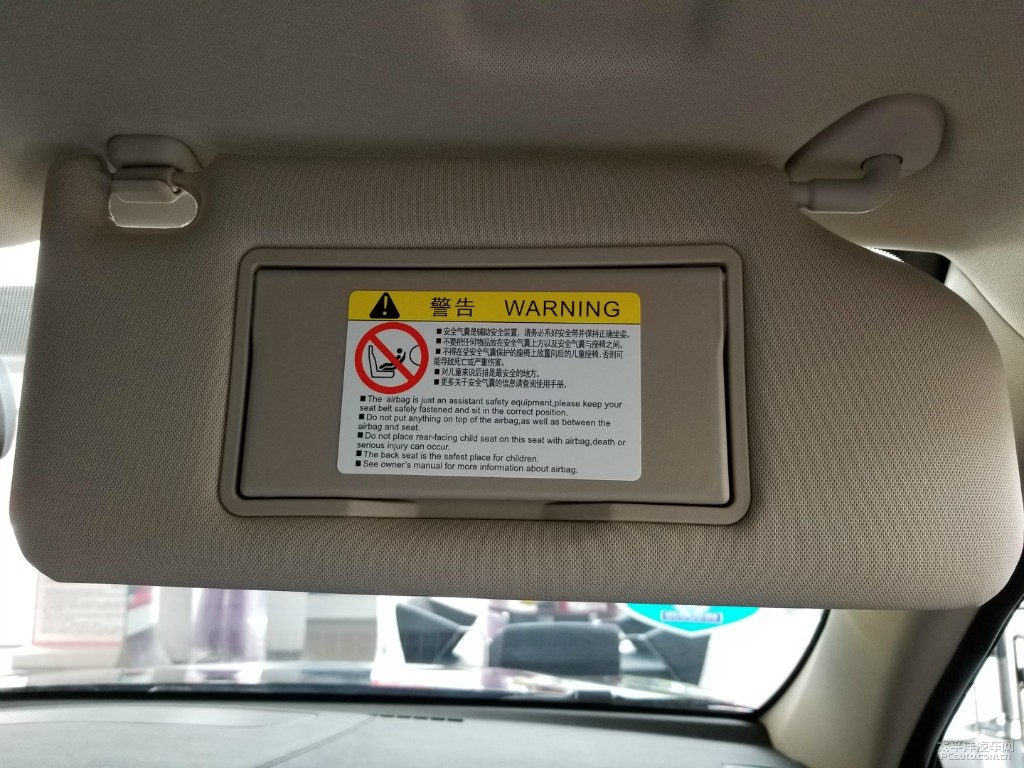 警告 WARNING
■安全气囊是辅助安全装置，请务必系好安全带并保持正确坐姿。
■不要把任何物品放在安全气囊上方以及安全气囊与座椅之间。
■不得在受安全气囊保护的座椅上放置向后的儿童座椅，否则可
能导致死亡或严重伤害。
■对儿童来说后排是最安全的地方。
■更多关于安全气囊的信息请查阅使用手册。
■The airbag is just an assistant safety equipment,please keep your
seat belt safely fastened and sit in the correct position.
■Do not put anything on top of the airbag,as well as between the
airbag and seat.
■Do not place rear-facing child seat on this seat with airbag,death or
serious injury can occur.
■The back seat is the safest place for children.
■See owner's manual for more information about airbag.
太平洋汽车网
PCauto.com.cn